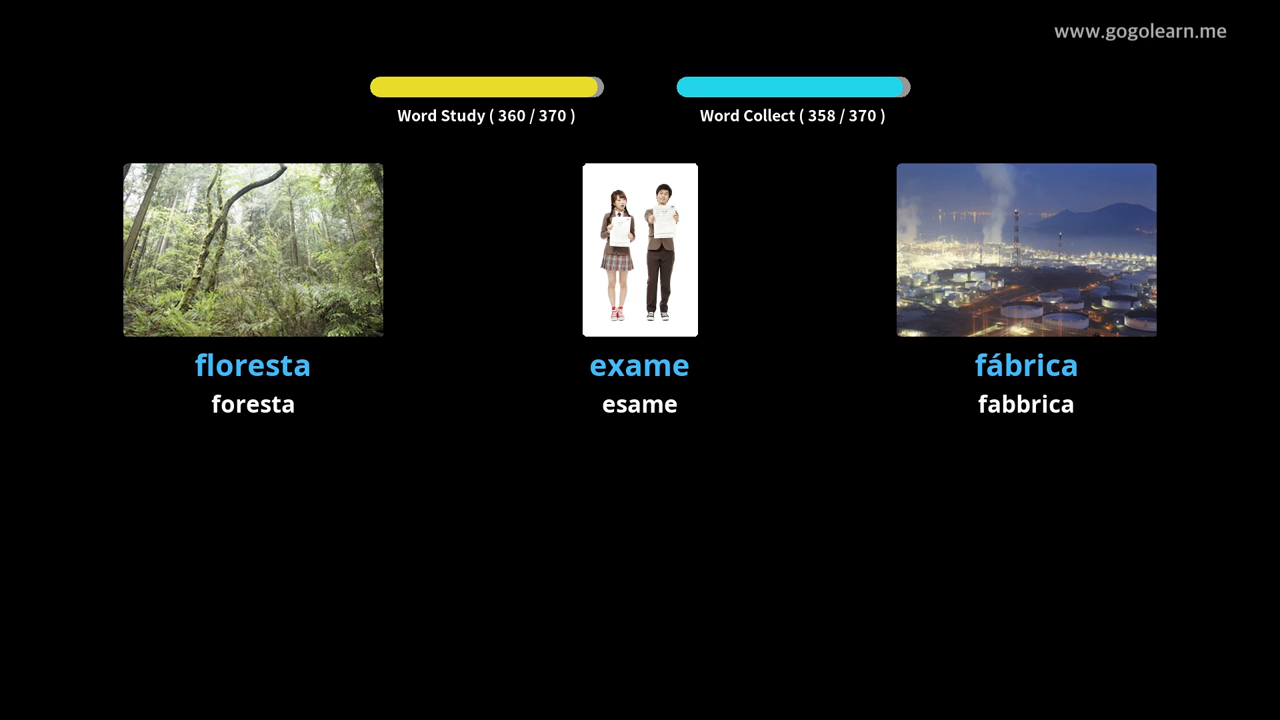 www.gogolearn.me
Word Study ( 360 / 370 )
Word Collect ( 358 / 370 )
floresta
foresta
exame
esame
fábrica
fabbrica